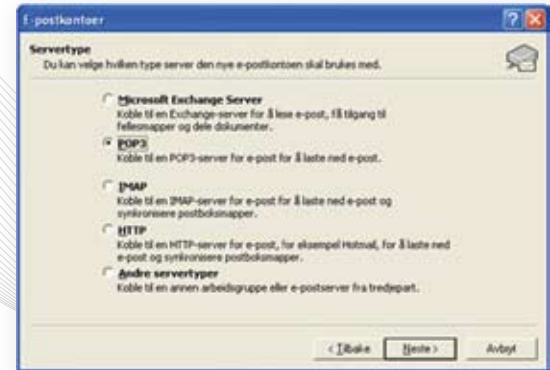 E-postkontoer
Servertype
Du kan velge hvilken type server den nye e-postkontoen skal brukes med.
Microsoft Exchange Server
Koble til en Exchange-server for å lese e-post, få tilgang til
fellesmapper og dele dokumenter.
POP3
Koble til en POP3-server for e-post for å laste ned e-post.
IMAP
Koble til en IMAP-server for e-post for å laste ned e-post og
synkronisere postboksmapper.
HTTP
Koble til en HTTP-server for e-post, for eksempel Hotmail, for å laste ned
e-post og synkronisere postboksmapper.
Andre servertyper
Koble til en annen arbeidsgruppe eller e-postserver fra tredjepart.
< Tilbake Neste > Avbryt